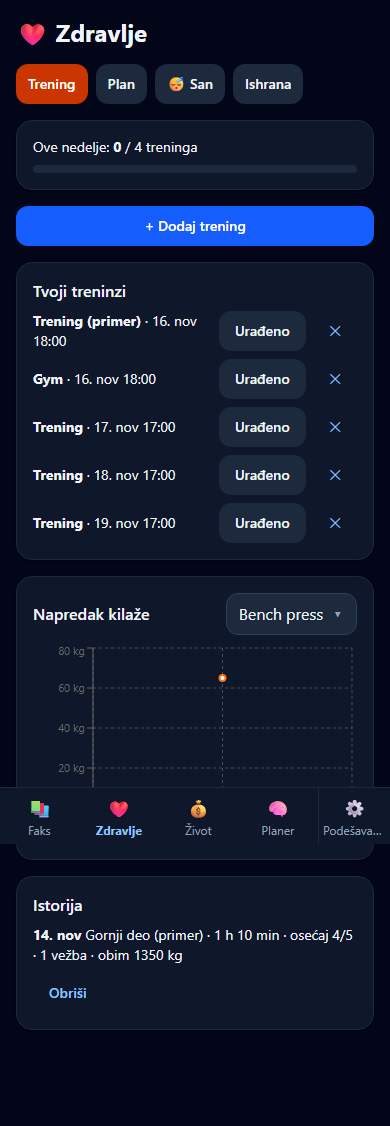 Zdravlje
Trening
Plan
😴 San
Ishrana
Ove nedelje: 0 / 4 treninga
+ Dodaj trening
Tvoji treninzi
Trening (primer) · 16. nov
18:00
Urađeno
×
Gym · 16. nov 18:00
Urađeno
×
Trening · 17. nov 17:00
Urađeno
×
Trening · 18. nov 17:00
Urađeno
×
Trening · 19. nov 17:00
Urađeno
×
Napredak kilaže
Bench press
80 kg
60 kg
40 kg
20 kg
Faks
Zdravlje
Život
Planer
Podešava...
Istorija
14. nov Gornji deo (primer) · 1 h 10 min · osećaj 4/5
· 1 vežba · obim 1350 kg
Obriši